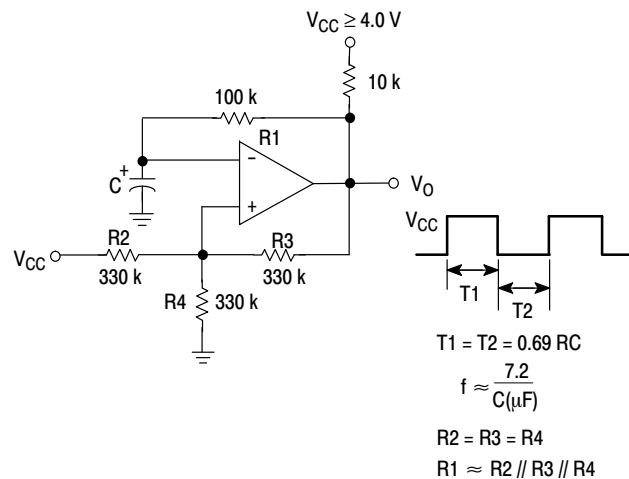 V_CC ≥ 4.0 V
10 k
100 k
R1
C
+
−
+
V_O
V_CC
R2
330 k
R3
330 k
R4
330 k
V_CC
T1
T2
T1 = T2 = 0.69 RC
f ≈ 7.2 / C(μF)
R2 = R3 = R4
R1 ≈ R2 // R3 // R4